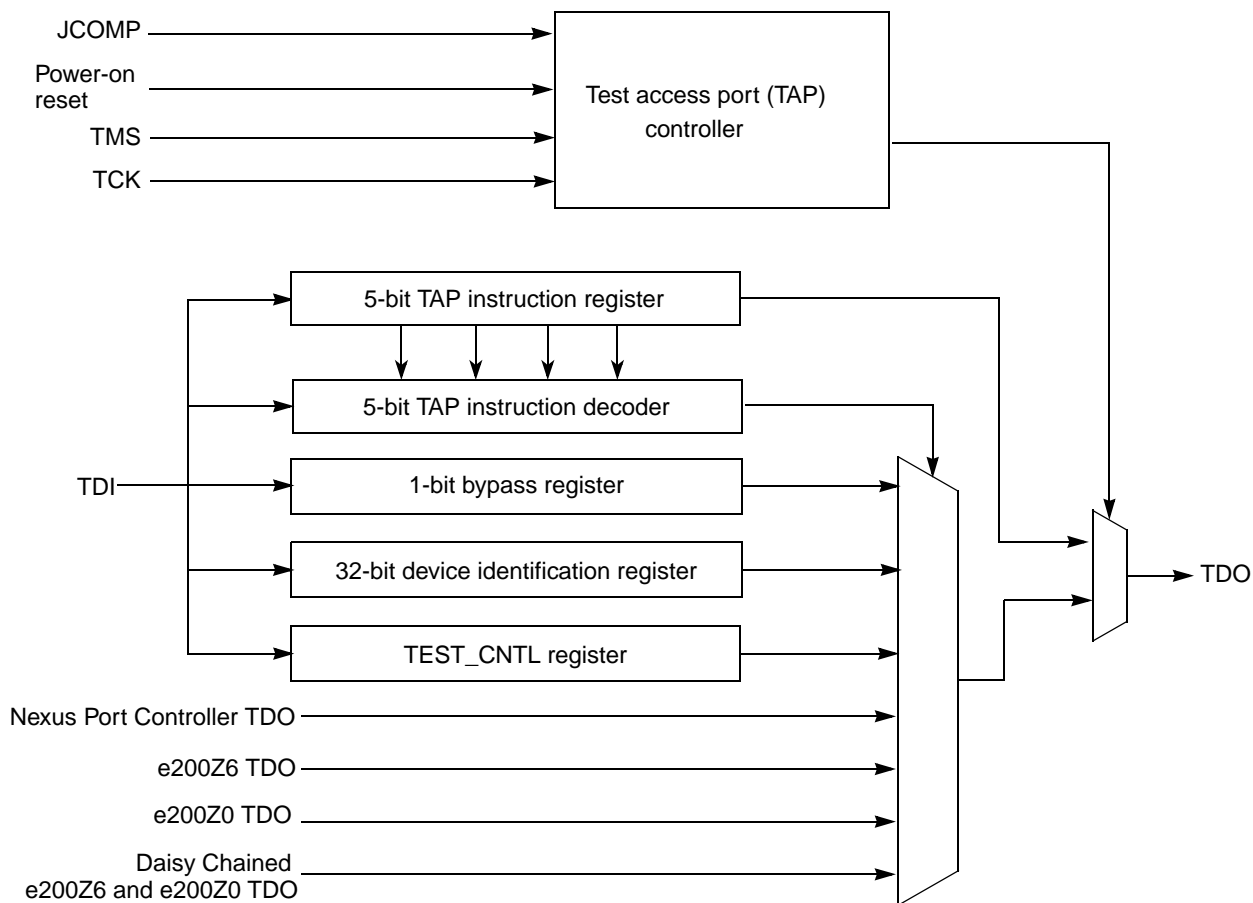 JCOMP
Power-on
reset
TMS
TCK
Test access port (TAP)
controller
5-bit TAP instruction register
5-bit TAP instruction decoder
TDI
1-bit bypass register
32-bit device identification register
TDO
TEST_CNTL register
Nexus Port Controller TDO
e200Z6 TDO
e200Z0 TDO
Daisy Chained
e200Z6 and e200Z0 TDO